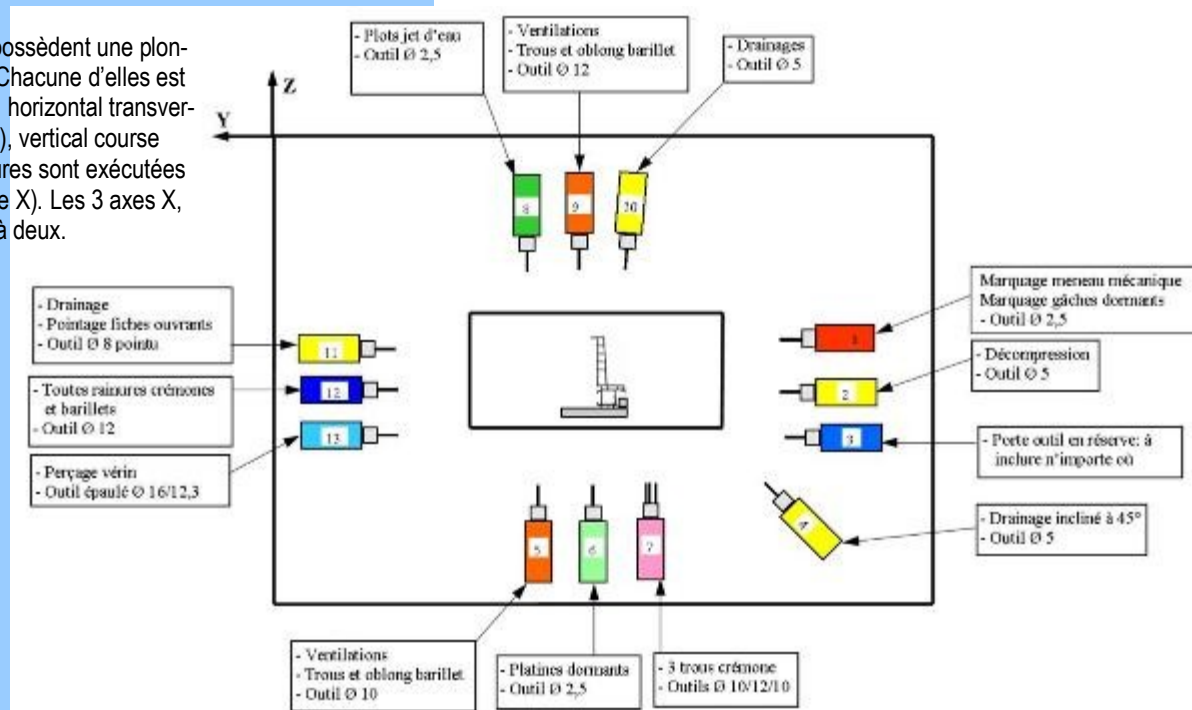 possèdent une plon-
Chacune d'elles est
horizontal transver-
), vertical course
ures sont exécutées
e X). Les 3 axes X,
à deux.
- Plots jet d'eau
- Outil Ø 2,5
- Ventilations
- Trous et oblong barillet
- Outil Ø 12
- Drainages
- Outil Ø 5
Z
Y
8
9
10
- Drainage
- Pointage fiches ouvrants
- Outil Ø 8 pointu
- Toutes rainures crémones
et barillets
- Outil Ø 12
- Perçage vérin
- Outil épaulé Ø 16/12,3
11
12
13
1
2
3
4
Marquage meneau mécanique
Marquage gâches dormants
- Outil Ø 2,5
- Décompression
- Outil Ø 5
- Porte outil en réserve: à
inclure n'importe où
- Drainage incliné à 45°
- Outil Ø 5
5
6
7
- Ventilations
- Trous et oblong barillet
- Outil Ø 10
- Platines dormants
- Outil Ø 2,5
- 3 trous crémone
- Outils Ø 10/12/10